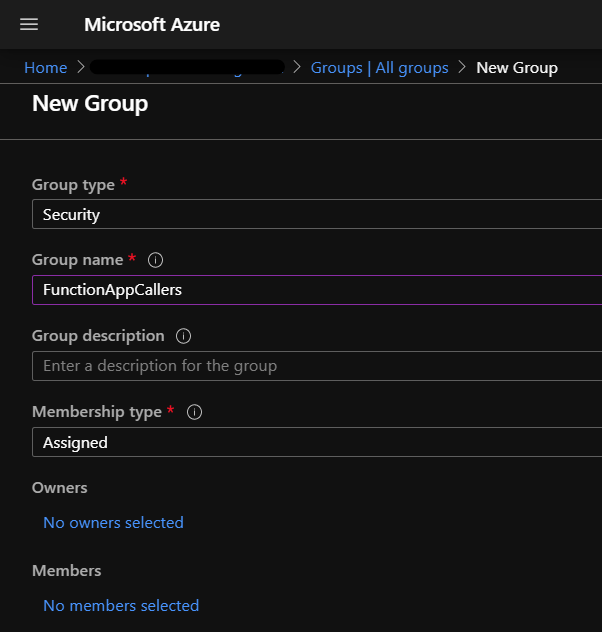 Microsoft Azure
Home > > Groups | All groups > New Group
New Group
Group type *
Security
Group name *
FunctionAppCallers
Group description
Enter a description for the group
Membership type *
Assigned
Owners
No owners selected
Members
No members selected